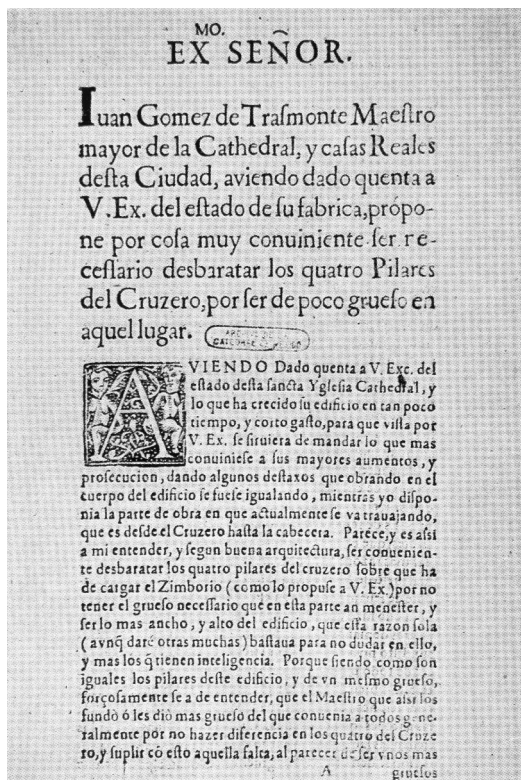 MO.
EX SEÑOR.
Iuan Gomez de Trasmonte Maeſtro
mayor de la Cathedral, y caſas Reales
deſta Ciudad, aviendo dado quenta a
V. Ex. del eſtado de ſu fabrica, propo-
ne por coſa muy conuiniente ſer re-
ceſſario desbaratar los quatro Pilares
del Cruzero, por ſer de poco grueſo en
aquel lugar.
AVIENDO Dado quenta a V. Exc. del
eſtado deſta ſancta Ygleſia Cathedral, y
lo que ha crecido ſu edificio en tan poco
tiempo, y corto gaſto, para que viſta por
V. Ex. ſe ſiruiera de mandar lo que mas
conuinieſe a ſus mayores aumentos, y
proſecucion, dando algunos deſtaxos que obrando en el
cuerpo del edificio ſe fueſe igualando, mientras yo diſpo-
nia la parte de obra en que actualmente ſe va trauajando,
que es desde el Cruzero haſta la cabecera. Parece, y es aſsi
a mi entender, y ſegun buena arquitectura, ſer conuenien-
te desbaratar los quatro pilares del cruzero ſobre que ha
de cargar el Zimborio (como lo propuſe a V. Ex.) por no
tener el grueſo neceſſario que en eſta parte an meneſter, y
ſer lo mas ancho, y alto del edificio, que eſta razon ſola
(aunq̃ daré otras muchas) baſtaua para no dudar en ello,
y mas los q̃ tienen inteligencia. Porque ſiendo como ſon
iguales los pilares deſte edificio, y de vn meſmo grueſo,
forçoſamente ſe a de entender, que el Maeſtro que aſsi los
fundò ó les diò mas grueſo del que conuenia a todos gene-
ralmente por no hazer diferencia en los quatro del Cruze
ro, y ſuplir cō eſto aquella falta, al parecer de ſer vnos mas
A grueſos